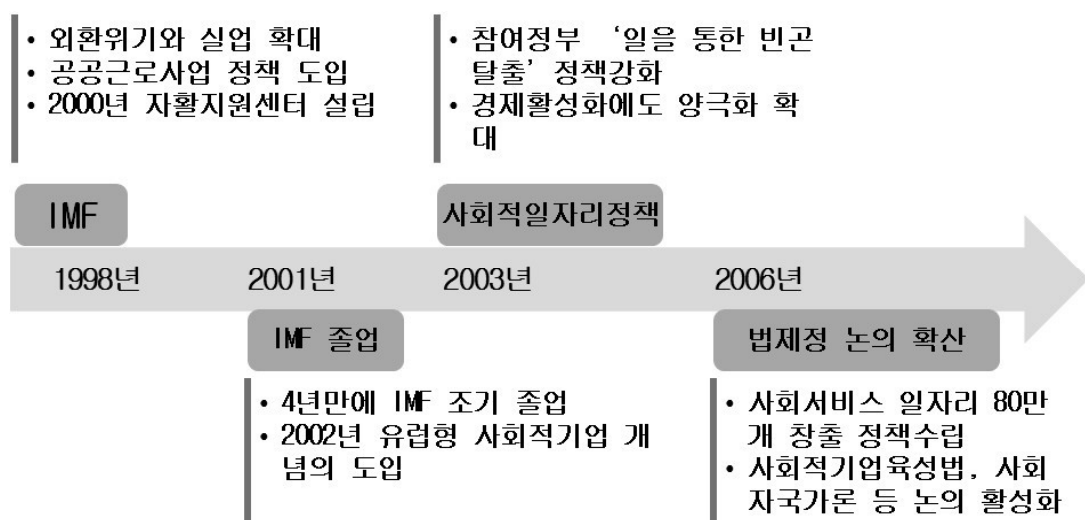 • 외환위기와 실업 확대
• 공공근로사업 정책 도입
• 2000년 자활지원센터 설립
• 참여정부 ‘일을 통한 빈곤
탈출’ 정책강화
• 경제활성화에도 양극화 확
대
IMF
사회적일자리정책
1998년
2001년
2003년
2006년
IMF 졸업
법제정 논의 확산
• 4년만에 IMF 조기 졸업
• 2002년 유럽형 사회적기업 개
념의 도입
• 사회서비스 일자리 80만
개 창출 정책수립
• 사회적기업육성법, 사회
자국가론 등 논의 활성화